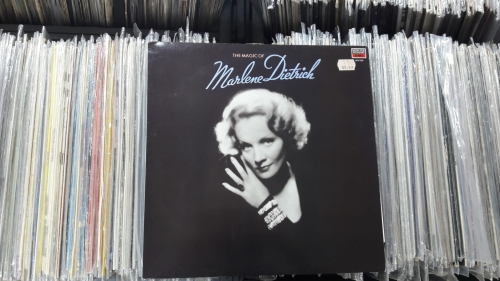 THE MAGIC OF
Marlene Dietrich